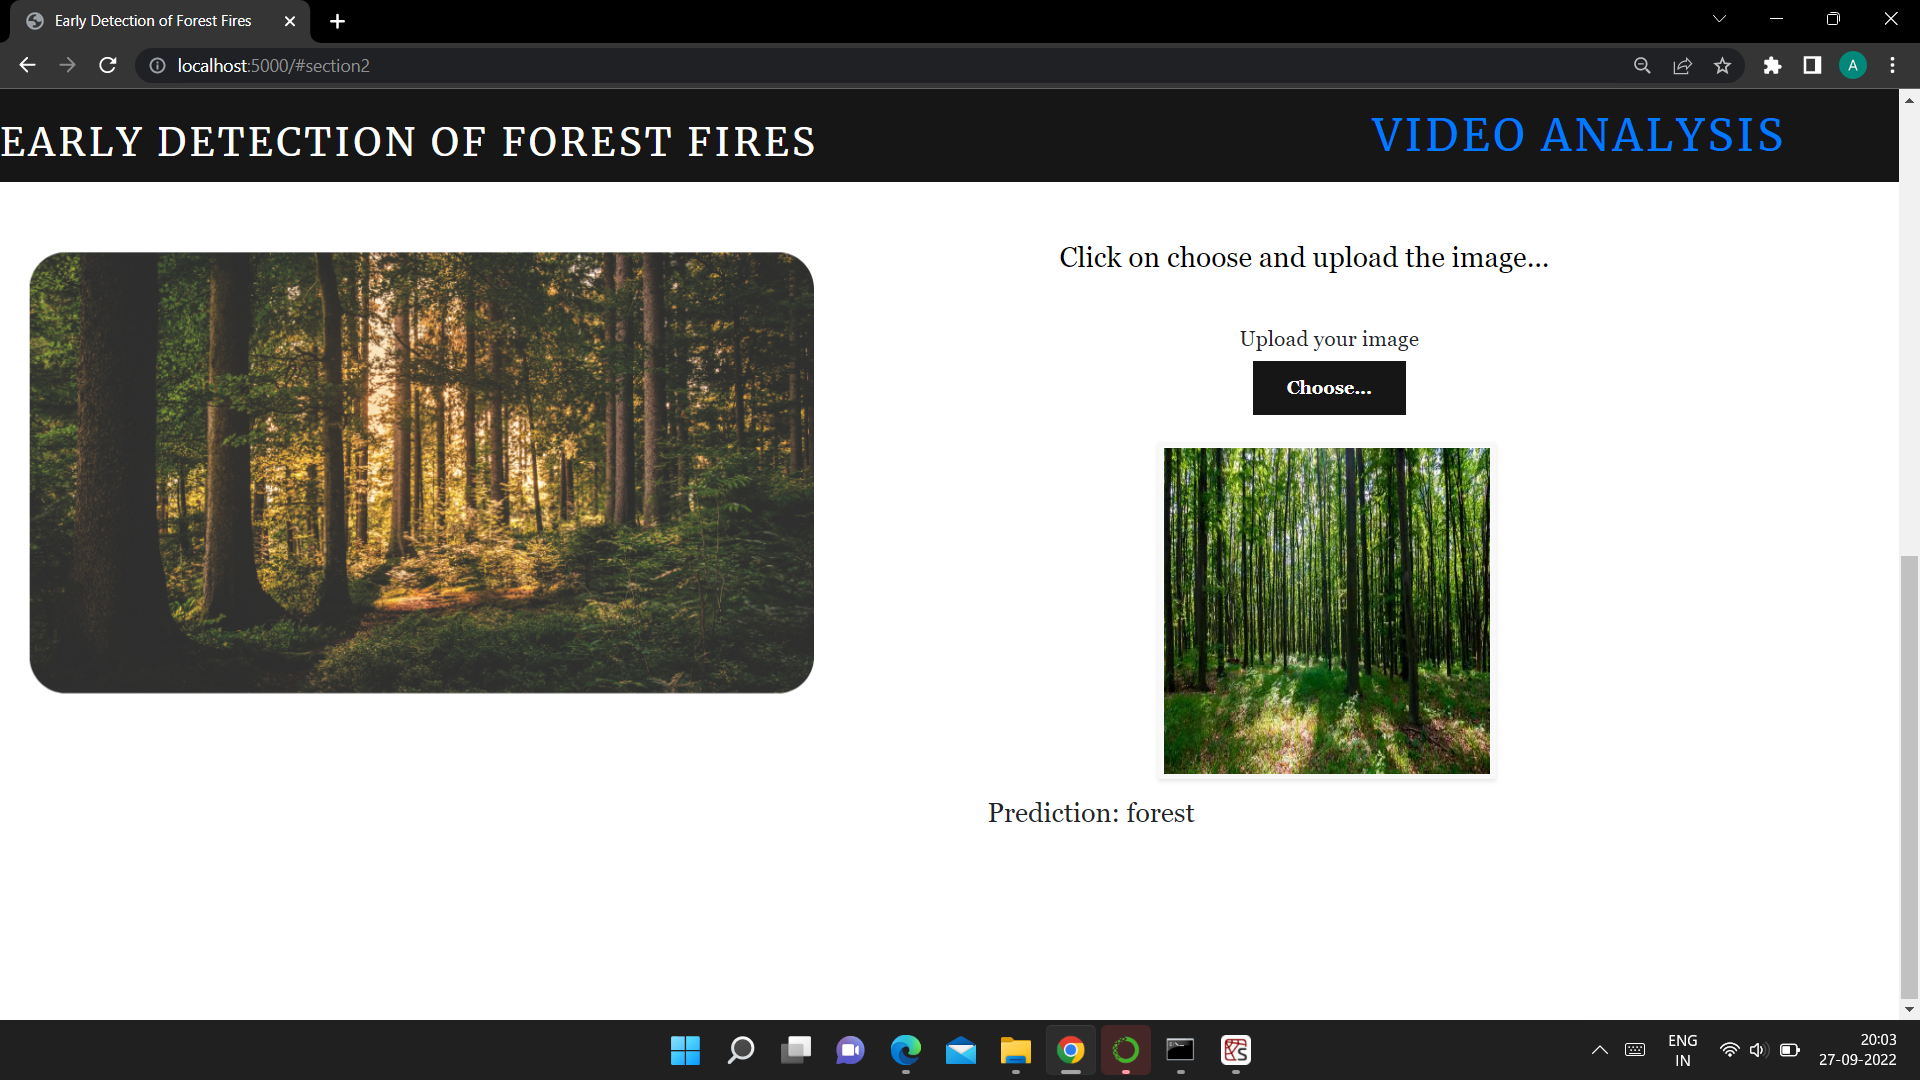 Early Detection of Forest Fires
localhost:5000/#section2
A
EARLY DETECTION OF FOREST FIRES
VIDEO ANALYSIS
Click on choose and upload the image...
Upload your image
Choose...
Prediction: forest
ENG
IN
20:03
27-09-2022